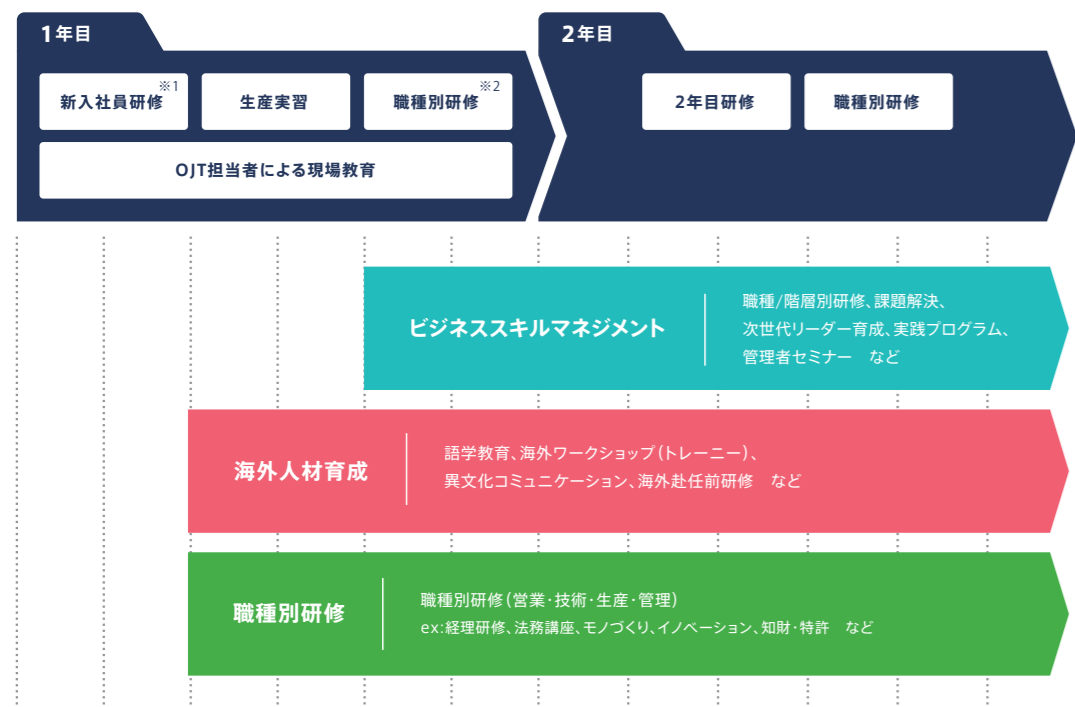 1年目
2年目
新入社員研修※1
生産実習
職種別研修※2
2年目研修
職種別研修
OJT担当者による現場教育
ビジネススキルマネジメント
職種/階層別研修、課題解決、
次世代リーダー育成、実践プログラム、
管理者セミナー　など
海外人材育成
語学教育、海外ワークショップ(トレーニー)、
異文化コミュニケーション、海外赴任前研修　など
職種別研修
職種別研修(営業・技術・生産・管理)
ex:経理研修、法務講座、モノづくり、イノベーション、知財・特許　など